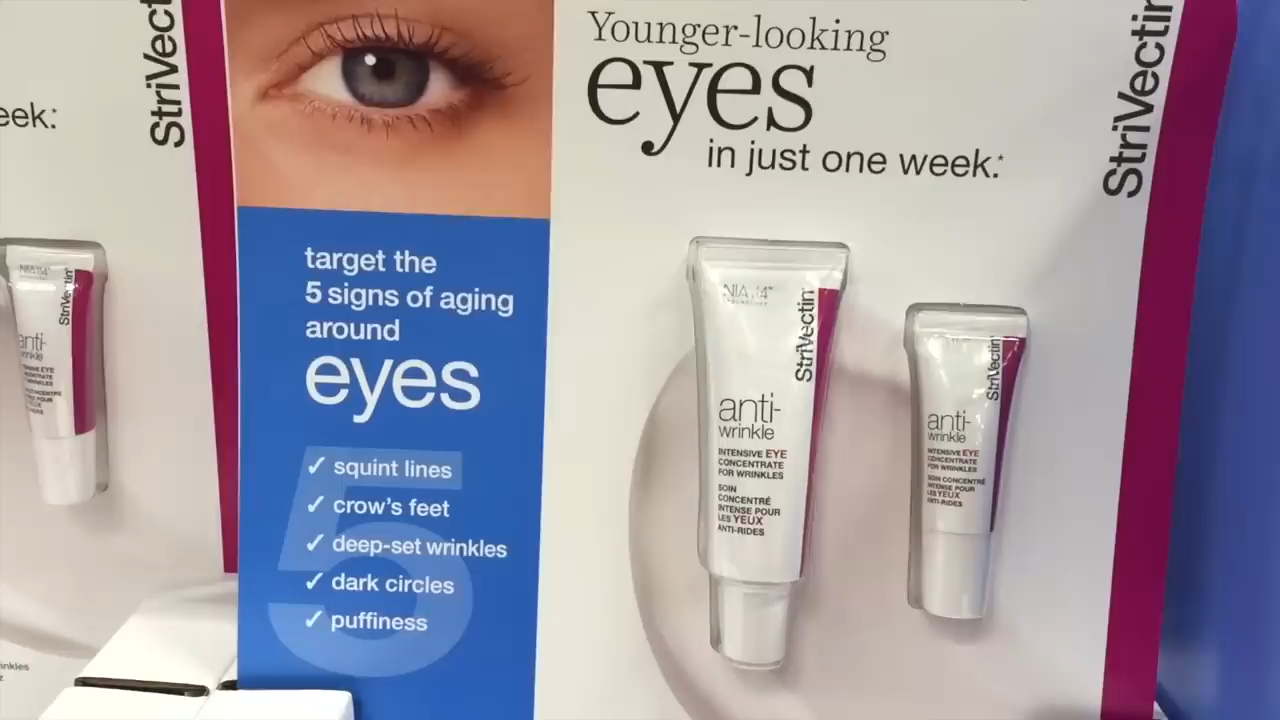 eek.*
StriVectin
StriVectin
anti-
wrinkle
target the
5 signs of aging
around
eyes
5
✓ squint lines
✓ crow's feet
✓ deep-set wrinkles
✓ dark circles
✓ puffiness
Younger-looking
eyes
in just one week.*
StriVectin
NIA 114™
StriVectin
anti-
wrinkle
INTENSIVE EYE
CONCENTRATE
FOR WRINKLES
SOIN
CONCENTRÉ
INTENSE POUR
LES YEUX
ANTI-RIDES
StriVectin
anti-
wrinkle
INTENSIVE EYE
CONCENTRATE
FOR WRINKLES
SOIN CONCENTRÉ
INTENSE POUR
LES YEUX
ANTI-RIDES